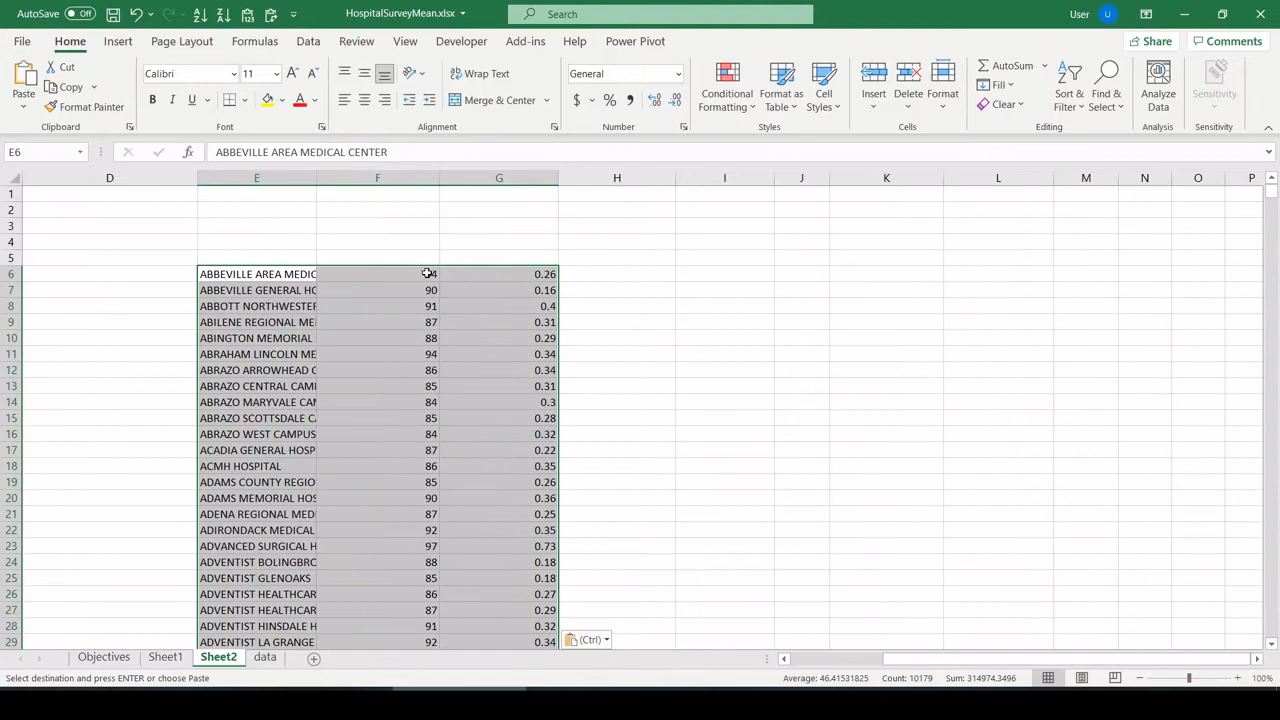 AutoSave Off HospitalSurveyMean.xlsx Search User U
File Home Insert Page Layout Formulas Data Review View Developer Add-ins Help Power Pivot Share Comments
Paste Cut Copy Format Painter Clipboard
Calibri 11 A A B I U A Font
ab Wrap Text Merge & Center Alignment
General $ % , Number
Conditional Formatting Format as Table Cell Styles Styles
Insert Delete Format Cells
AutoSum Fill Clear Sort & Filter Find & Select Editing
Analyze Data Analysis
Sensitivity Sensitivity
E6 fx ABBEVILLE AREA MEDICAL CENTER
D E F G H I J K L M N O P
1
2
3
4
5
6 ABBEVILLE AREA MEDIC 4 0.26
7 ABBEVILLE GENERAL HO 90 0.16
8 ABBOTT NORTHWESTER 91 0.4
9 ABILENE REGIONAL ME 87 0.31
10 ABINGTON MEMORIAL 88 0.29
11 ABRAHAM LINCOLN ME 94 0.34
12 ABRAZO ARROWHEAD C 86 0.34
13 ABRAZO CENTRAL CAM 85 0.31
14 ABRAZO MARYVALE CAM 84 0.3
15 ABRAZO SCOTTSDALE CA 85 0.28
16 ABRAZO WEST CAMPUS 84 0.32
17 ACADIA GENERAL HOSP 87 0.22
18 ACMH HOSPITAL 86 0.35
19 ADAMS COUNTY REGIO 85 0.26
20 ADAMS MEMORIAL HOS 90 0.36
21 ADENA REGIONAL MEDI 87 0.25
22 ADIRONDACK MEDICAL 92 0.35
23 ADVANCED SURGICAL H 97 0.73
24 ADVENTIST BOLINGBRO 88 0.18
25 ADVENTIST GLENOAKS 85 0.18
26 ADVENTIST HEALTHCAR 86 0.27
27 ADVENTIST HEALTHCAR 87 0.29
28 ADVENTIST HINSDALE H 91 0.32
29 ADVENTIST LA GRANGE 92 0.34
(Ctrl)
Objectives Sheet1 Sheet2 data
Select destination and press ENTER or choose Paste Average: 46.41531825 Count: 10179 Sum: 314974.3496 100%